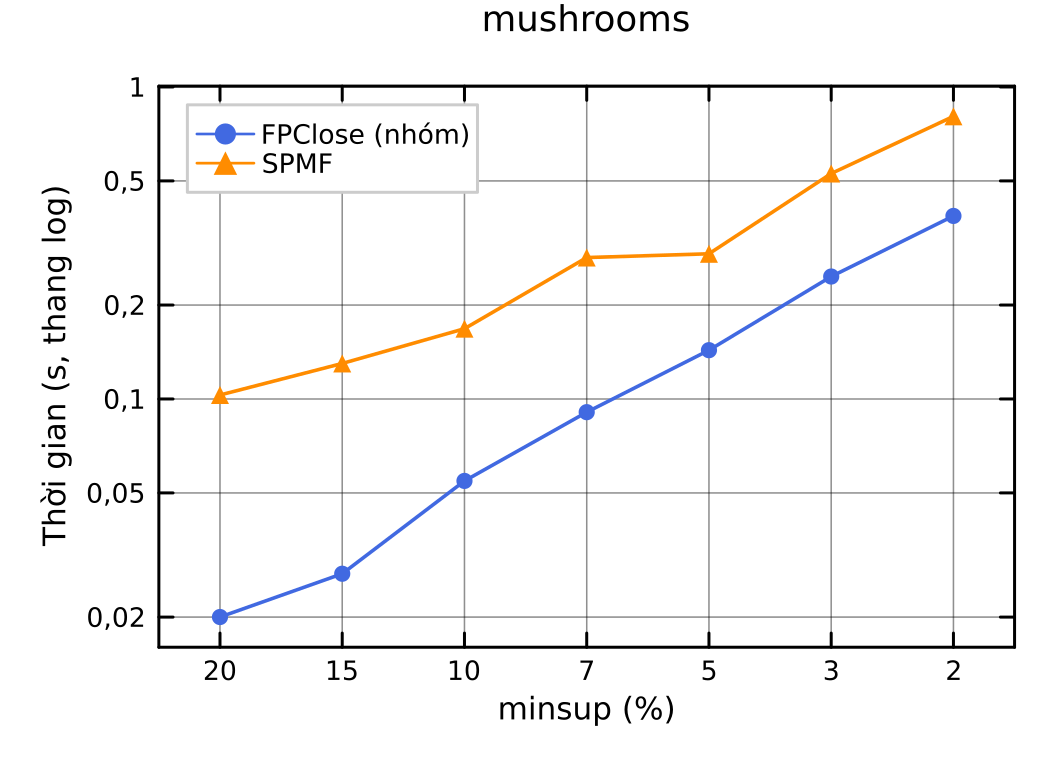 mushrooms
FPClose (nhóm)
SPMF
Thời gian (s, thang log)
1
0,5
0,2
0,1
0,05
0,02
20 15 10 7 5 3 2
minsup (%)